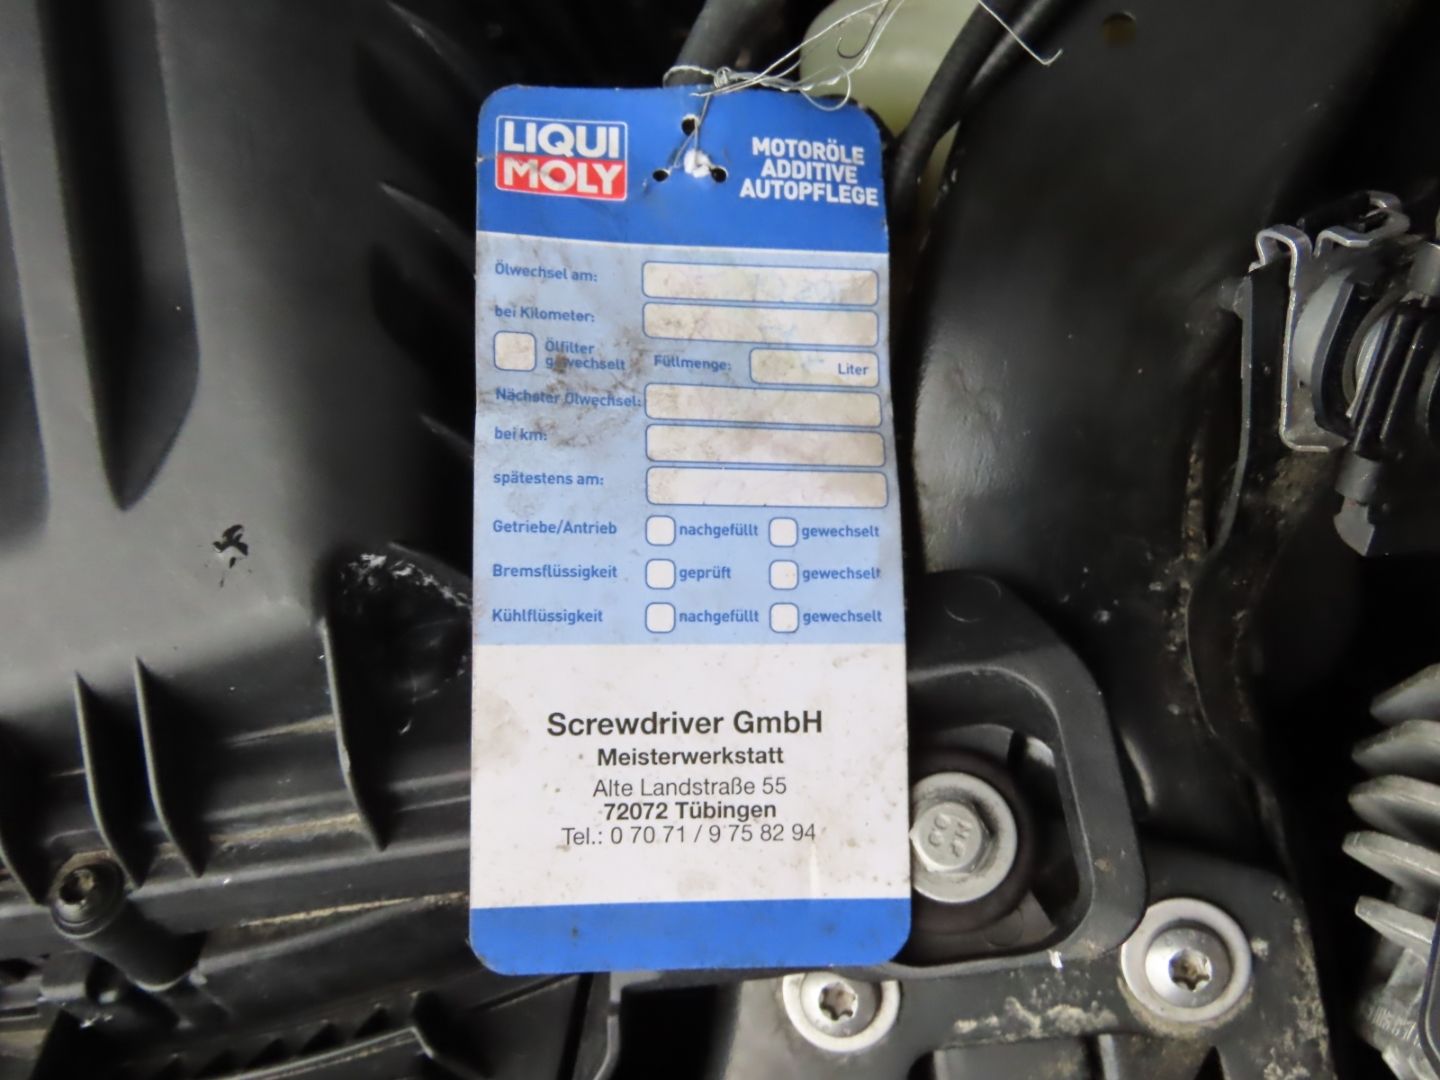 LIQUI
MOLY
MOTORÖLE
ADDITIVE
AUTOPFLEGE
Ölwechsel am:
bei Kilometer:
Ölfilter
gewechselt
Füllmenge:
Liter
Nächster Ölwechsel:
bei km:
spätestens am:
Getriebe/Antrieb
nachgefüllt
gewechselt
Bremsflüssigkeit
geprüft
gewechselt
Kühlflüssigkeit
nachgefüllt
gewechselt
Screwdriver GmbH
Meisterwerkstatt
Alte Landstraße 55
72072 Tübingen
Tel.: 0 70 71 / 9 75 82 94